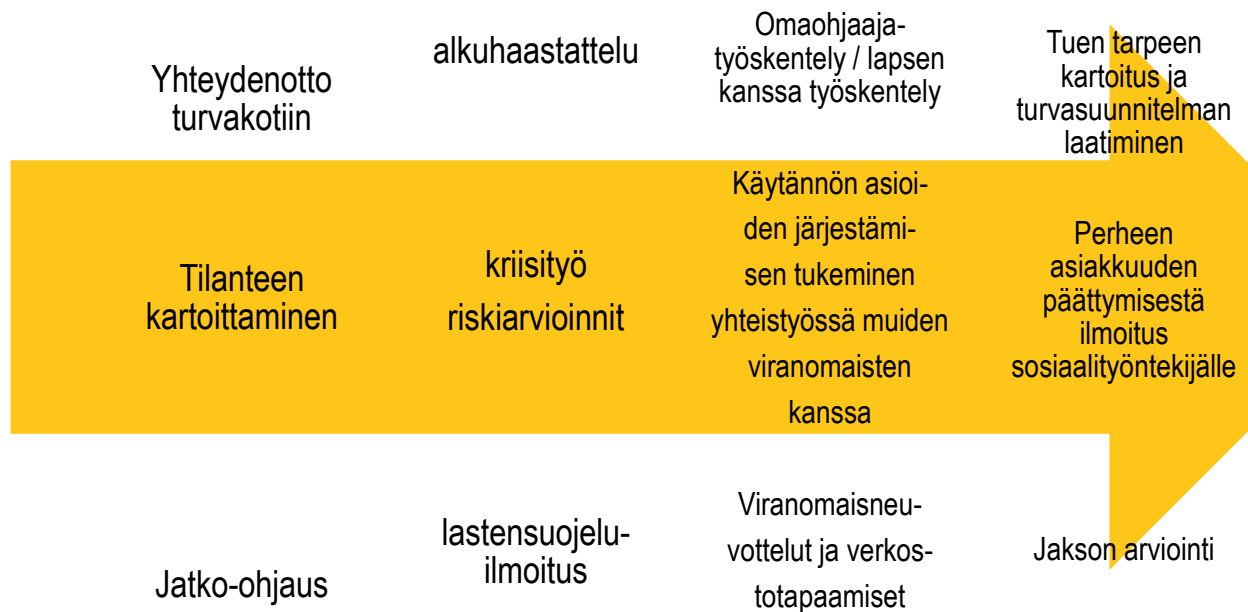 Yhteydenotto
turvakotiin
Tilanteen
kartoittaminen
Jatko-ohjaus
alkuhaastattelu
kriisityö
riskiarvioinnit
lastensuojelu-
ilmoitus
Omaohjaaja-
työskentely / lapsen
kanssa työskentely
Käytännön asioi-
den järjestämi-
sen tukeminen
yhteistyössä muiden
viranomaisten
kanssa
Viranomaisneu-
vottelut ja verkos-
totapaamiset
Tuen tarpeen
kartoitus ja
turvasuunnitelman
laatiminen
Perheen
asiakkuuden
päättymisestä
ilmoitus
sosiaalityöntekijälle
Jakson arviointi